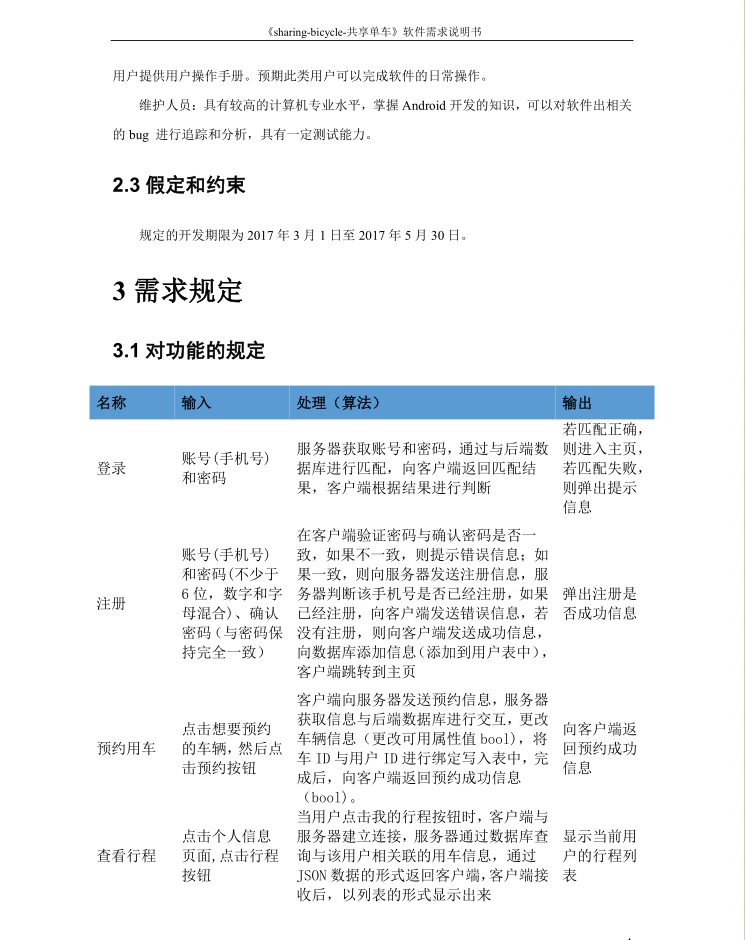 《sharing-bicycle-共享单车》软件需求说明书
用户提供用户操作手册。预期此类用户可以完成软件的日常操作。
维护人员：具有较高的计算机专业水平，掌握 Android 开发的知识，可以对软件出相关
的 bug 进行追踪和分析，具有一定测试能力。
2.3 假定和约束
规定的开发期限为 2017 年 3 月 1 日至 2017 年 5 月 30 日。
3 需求规定
3.1 对功能的规定
名称 输入 处理（算法） 输出
登录
账号(手机号)
和密码
服务器获取账号和密码，通过与后端数
据库进行匹配，向客户端返回匹配结
果，客户端根据结果进行判断
若匹配正确，
则进入主页，
若匹配失败，
则弹出提示
信息
注册
账号(手机号)
和密码(不少于
6 位，数字和字
母混合)、确认
密码（与密码保
持完全一致）
在客户端验证密码与确认密码是否一
致，如果不一致，则提示错误信息；如
果一致，则向服务器发送注册信息，服
务器判断该手机号是否已经注册，如果
已经注册，向客户端发送错误信息，若
没有注册，则向客户端发送成功信息，
向数据库添加信息（添加到用户表中），
客户端跳转到主页
弹出注册是
否成功信息
预约用车
点击想要预约
的车辆，然后点
击预约按钮
客户端向服务器发送预约信息，服务器
获取信息与后端数据库进行交互，更改
车辆信息（更改可用属性值 bool），将
车 ID 与用户 ID 进行绑定写入表中，完
成后，向客户端返回预约成功信息
（bool）。
向客户端返
回预约成功
信息
查看行程
点击个人信息
页面,点击行程
按钮
当用户点击我的行程按钮时，客户端与
服务器建立连接，服务器通过数据库查
询与该用户相关联的用车信息，通过
JSON 数据的形式返回客户端，客户端接
收后，以列表的形式显示出来
显示当前用
户的行程列
表